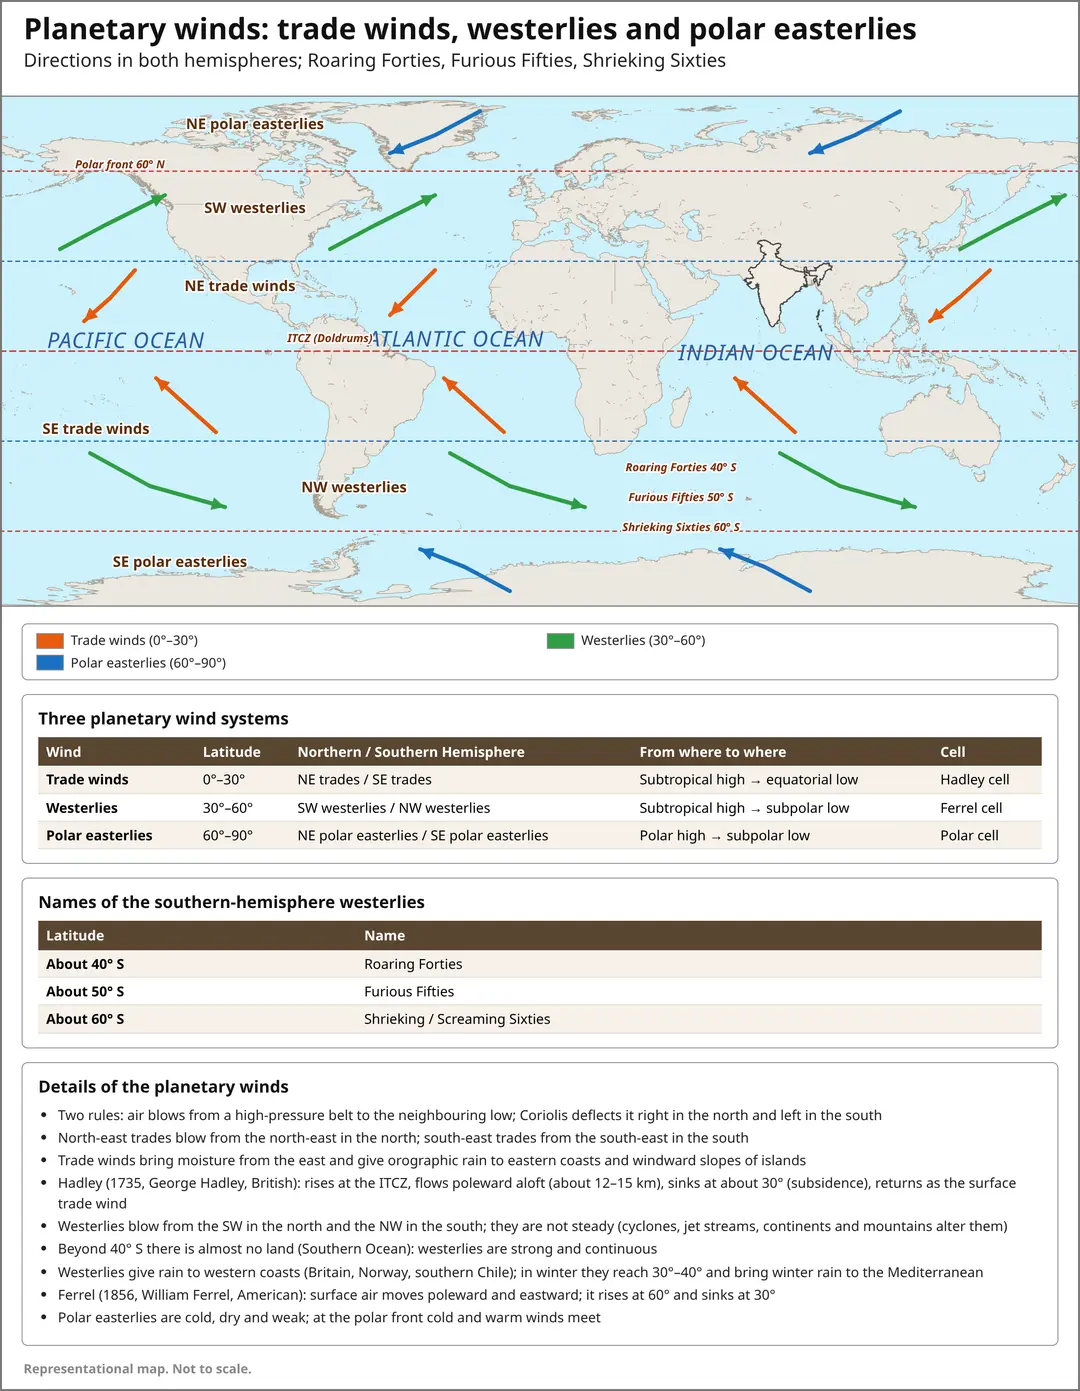 Planetary winds: trade winds, westerlies and polar easterlies
Directions in both hemispheres; Roaring Forties, Furious Fifties, Shrieking Sixties
NE polar easterlies
Polar front 60° N
SW westerlies
NE trade winds
PACIFIC OCEAN
ITCZ (Doldrums)
ATLANTIC OCEAN
INDIAN OCEAN
SE trade winds
Roaring Forties 40° S
NW westerlies
Furious Fifties 50° S
Shrieking Sixties 60° S
SE polar easterlies
Trade winds (0°–30°)
Westerlies (30°–60°)
Polar easterlies (60°–90°)
Three planetary wind systems
Wind Latitude Northern / Southern Hemisphere From where to where Cell
Trade winds 0°–30° NE trades / SE trades Subtropical high → equatorial low Hadley cell
Westerlies 30°–60° SW westerlies / NW westerlies Subtropical high → subpolar low Ferrel cell
Polar easterlies 60°–90° NE polar easterlies / SE polar easterlies Polar high → subpolar low Polar cell
Names of the southern-hemisphere westerlies
Latitude Name
About 40° S Roaring Forties
About 50° S Furious Fifties
About 60° S Shrieking / Screaming Sixties
Details of the planetary winds
• Two rules: air blows from a high-pressure belt to the neighbouring low; Coriolis deflects it right in the north and left in the south
• North-east trades blow from the north-east in the north; south-east trades from the south-east in the south
• Trade winds bring moisture from the east and give orographic rain to eastern coasts and windward slopes of islands
• Hadley (1735, George Hadley, British): rises at the ITCZ, flows poleward aloft (about 12–15 km), sinks at about 30° (subsidence), returns as the surface
trade wind
• Westerlies blow from the SW in the north and the NW in the south; they are not steady (cyclones, jet streams, continents and mountains alter them)
• Beyond 40° S there is almost no land (Southern Ocean): westerlies are strong and continuous
• Westerlies give rain to western coasts (Britain, Norway, southern Chile); in winter they reach 30°–40° and bring winter rain to the Mediterranean
• Ferrel (1856, William Ferrel, American): surface air moves poleward and eastward; it rises at 60° and sinks at 30°
• Polar easterlies are cold, dry and weak; at the polar front cold and warm winds meet
Representational map. Not to scale.